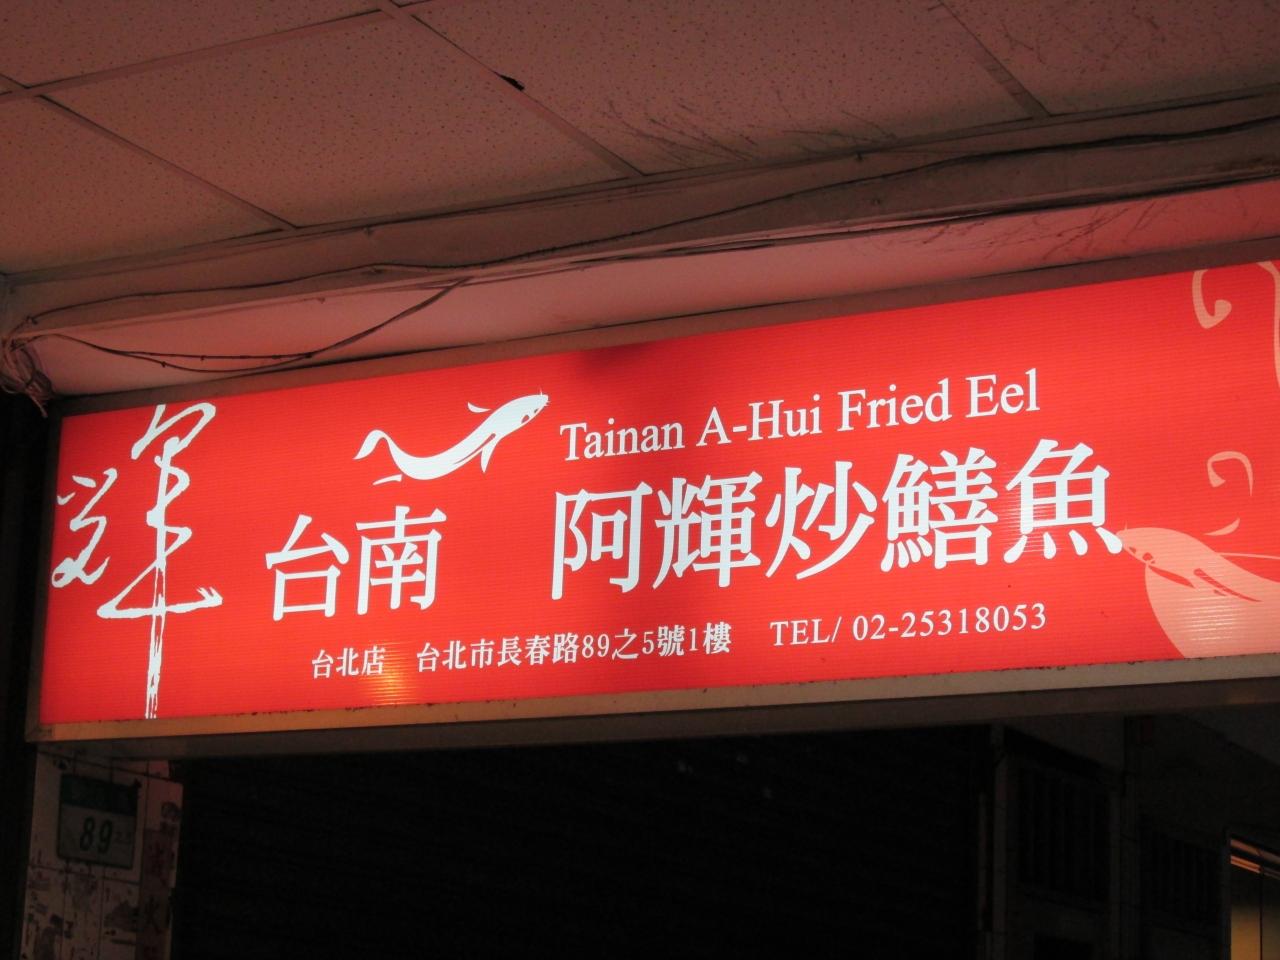 輝
Tainan A-Hui Fried Eel
台南 阿輝炒鱔魚
台北店 台北市長春路89之5號1樓 TEL/ 02-25318053
89